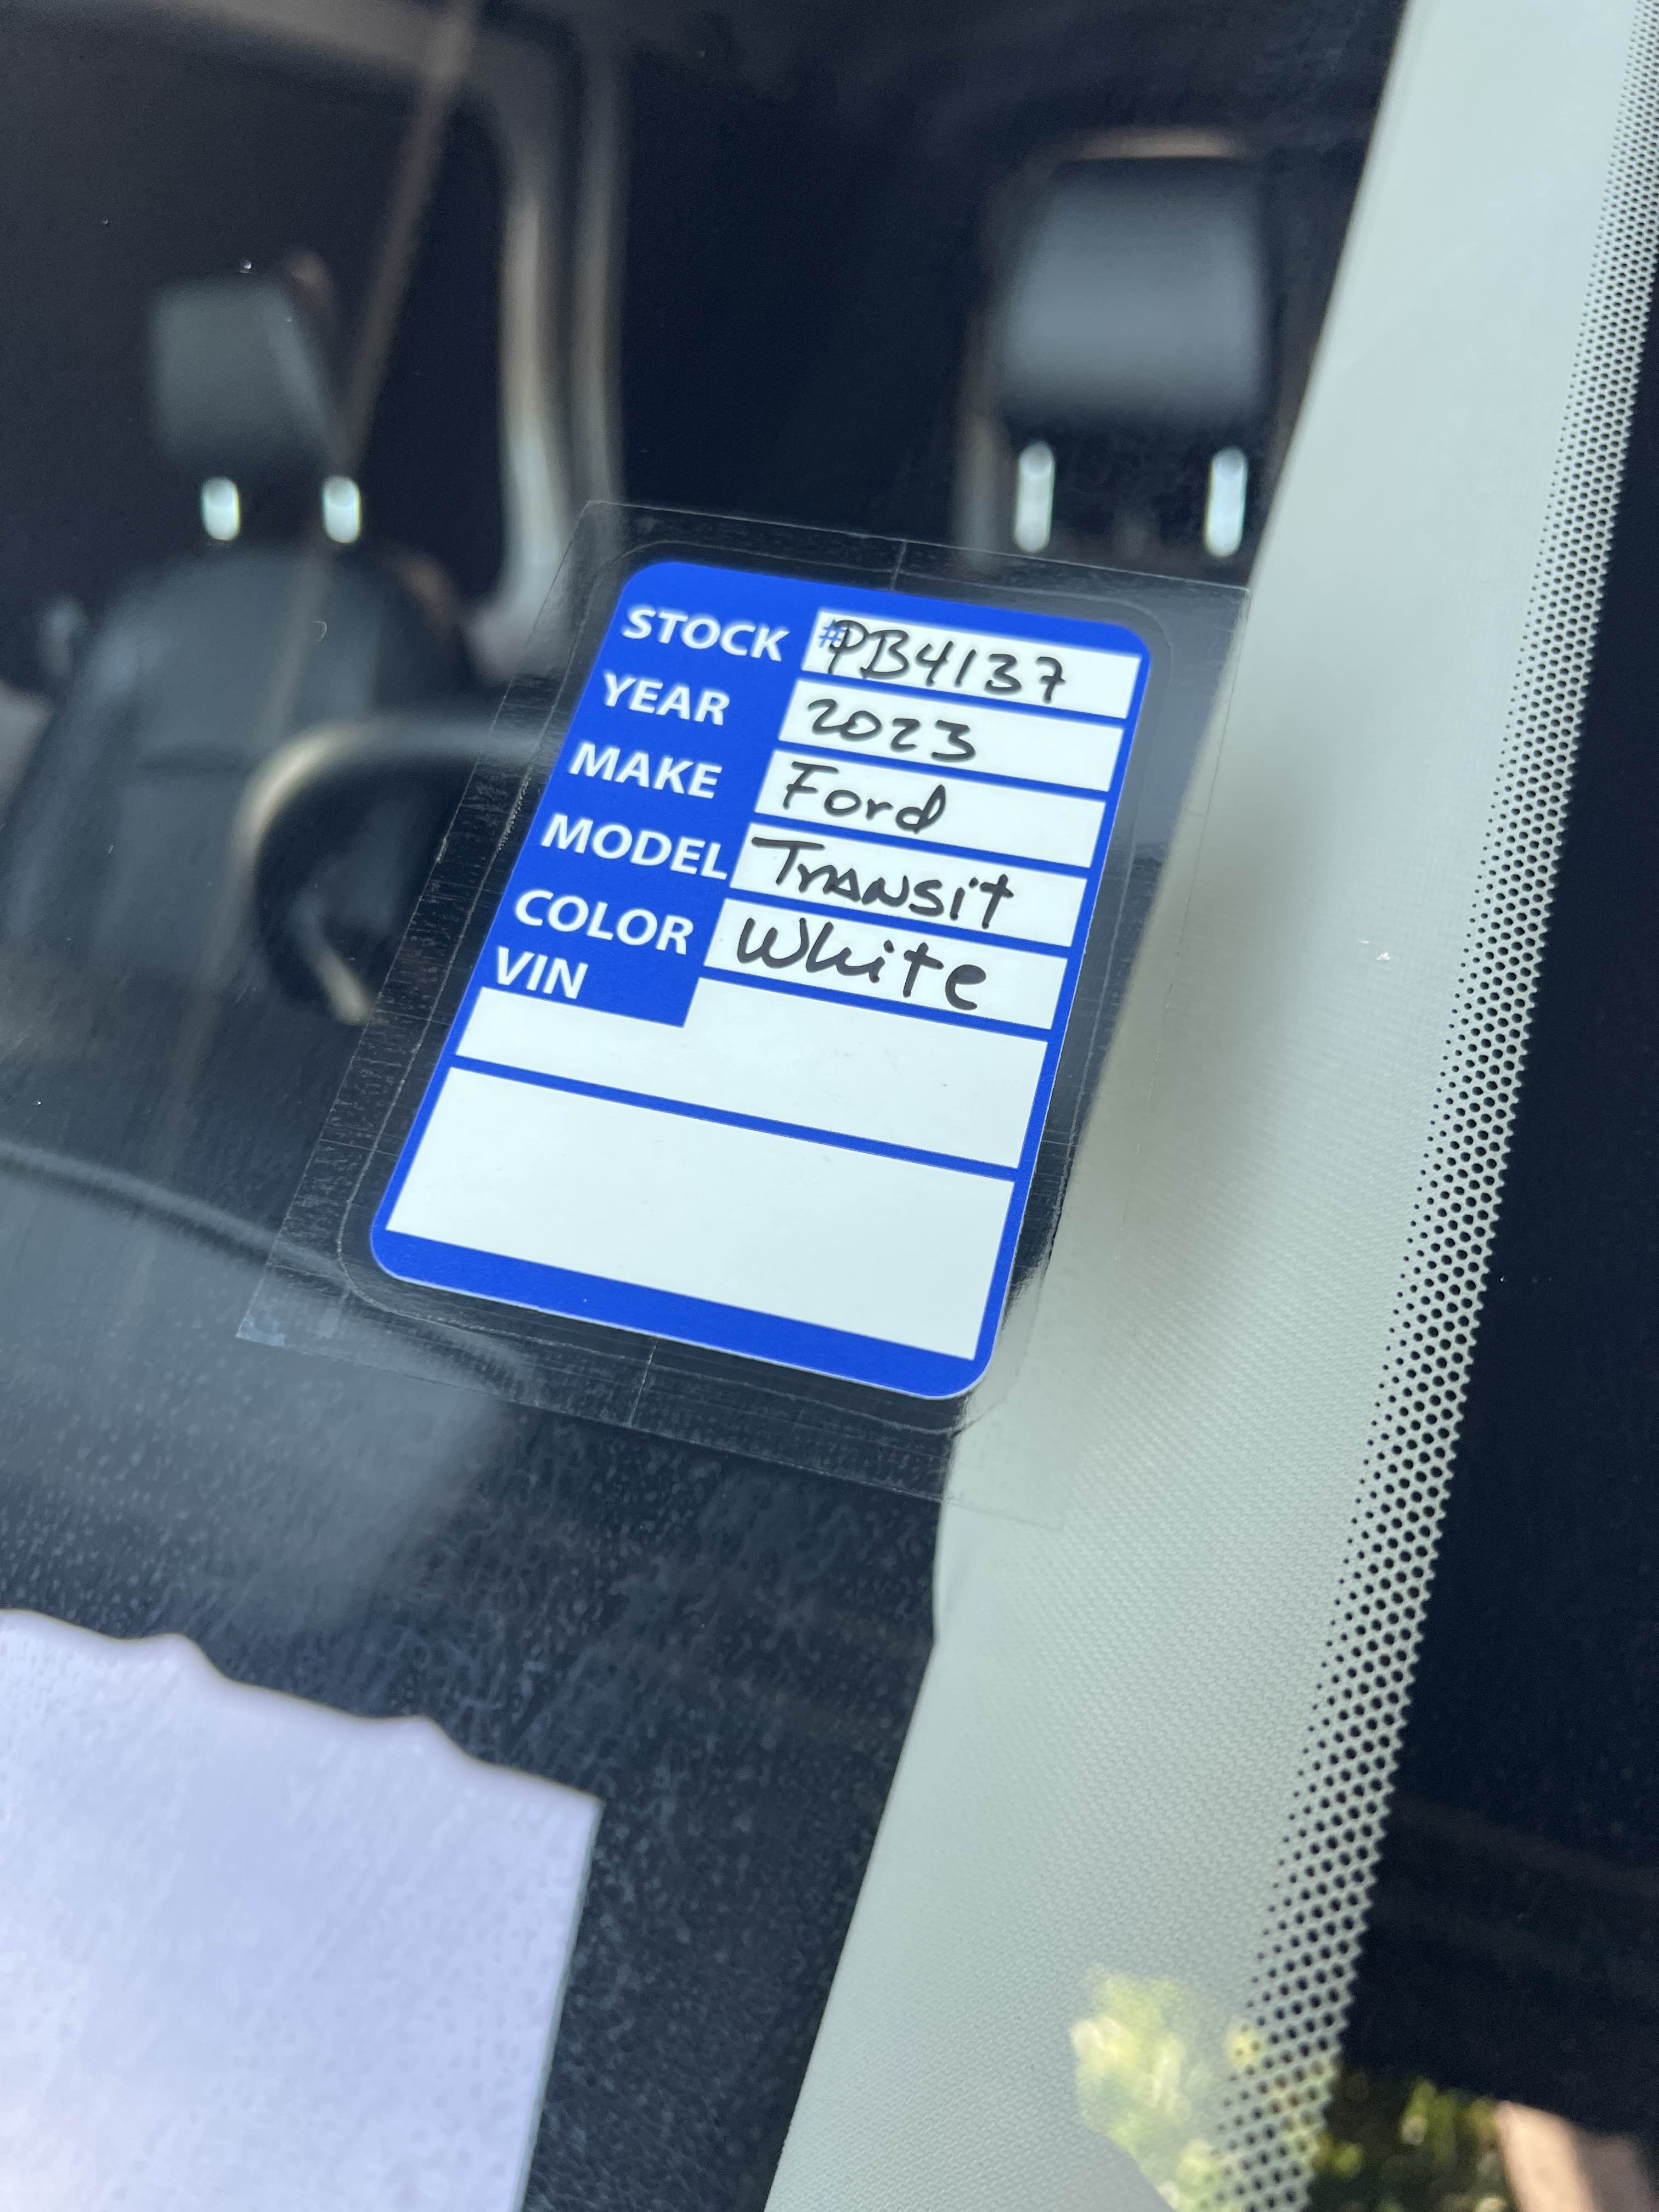 STOCK #PB4137
YEAR 2023
MAKE Ford
MODEL Transit
COLOR White
VIN